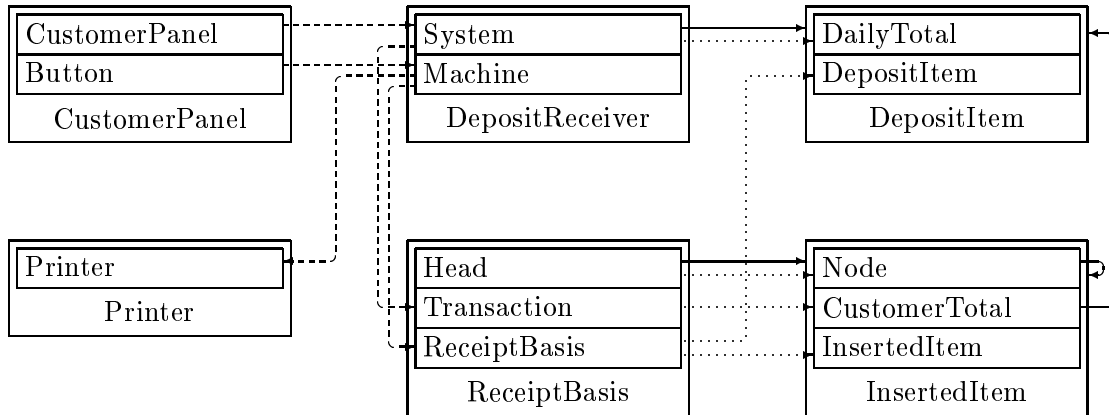 CustomerPanel
Button
CustomerPanel
System
Machine
DepositReceiver
DailyTotal
DepositItem
DepositItem
Printer
Printer
Head
Transaction
ReceiptBasis
ReceiptBasis
Node
CustomerTotal
InsertedItem
InsertedItem